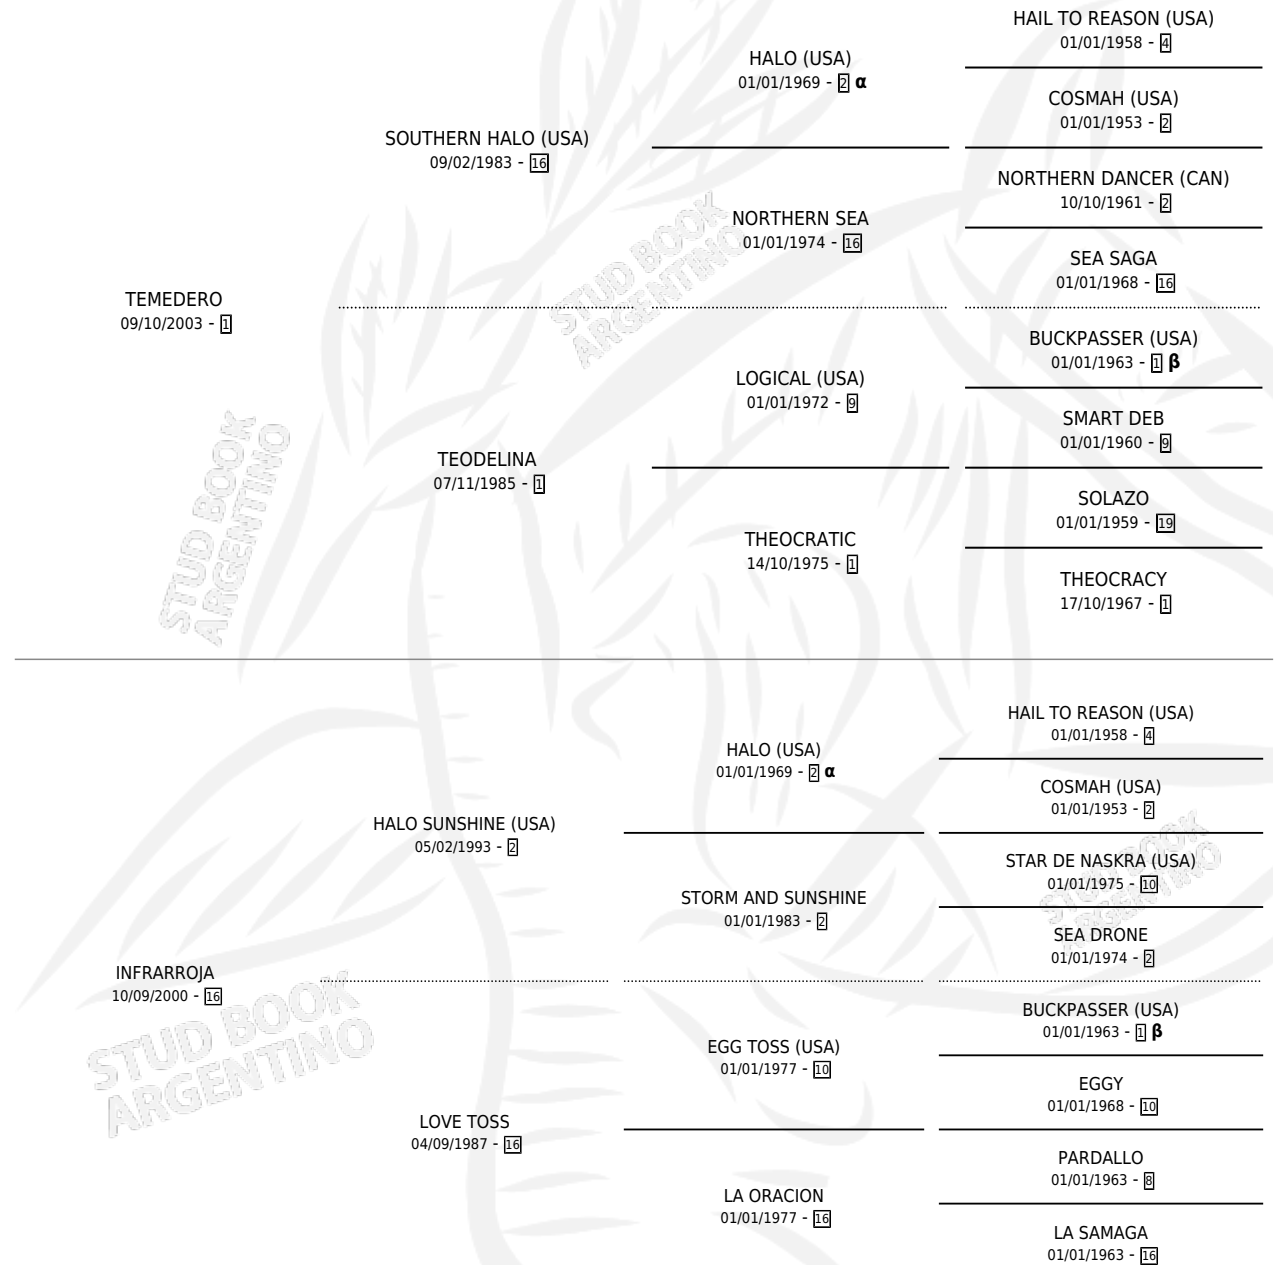 HAIL TO REASON (USA)
01/01/1958 - 4
HALO (USA)
01/01/1969 - 2 α
COSMAH (USA)
01/01/1953 - 2
SOUTHERN HALO (USA)
09/02/1983 - 16
NORTHERN DANCER (CAN)
10/10/1961 - 2
NORTHERN SEA
01/01/1974 - 16
SEA SAGA
01/01/1968 - 16
TEMEDERO
09/10/2003 - 1
BUCKPASSER (USA)
01/01/1963 - 1 β
LOGICAL (USA)
01/01/1972 - 9
SMART DEB
01/01/1960 - 9
TEODELINA
07/11/1985 - 1
SOLAZO
01/01/1959 - 19
THEOCRATIC
14/10/1975 - 1
THEOCRACY
17/10/1967 - 1
HAIL TO REASON (USA)
01/01/1958 - 4
HALO (USA)
01/01/1969 - 2 α
COSMAH (USA)
01/01/1953 - 2
HALO SUNSHINE (USA)
05/02/1993 - 2
STAR DE NASKRA (USA)
01/01/1975 - 10
STORM AND SUNSHINE
01/01/1983 - 2
SEA DRONE
01/01/1974 - 2
INFRARROJA
10/09/2000 - 16
BUCKPASSER (USA)
01/01/1963 - 1 β
EGG TOSS (USA)
01/01/1977 - 10
EGGY
01/01/1968 - 10
LOVE TOSS
04/09/1987 - 16
PARDALLO
01/01/1963 - 8
LA ORACION
01/01/1977 - 16
LA SAMAGA
01/01/1963 - 16
STUD BOOK
ARGENTINO
STUD BOOK
ARGENTINO
STUD BOOK
ARGENTINO
STUD BOOK
ARGENTINO